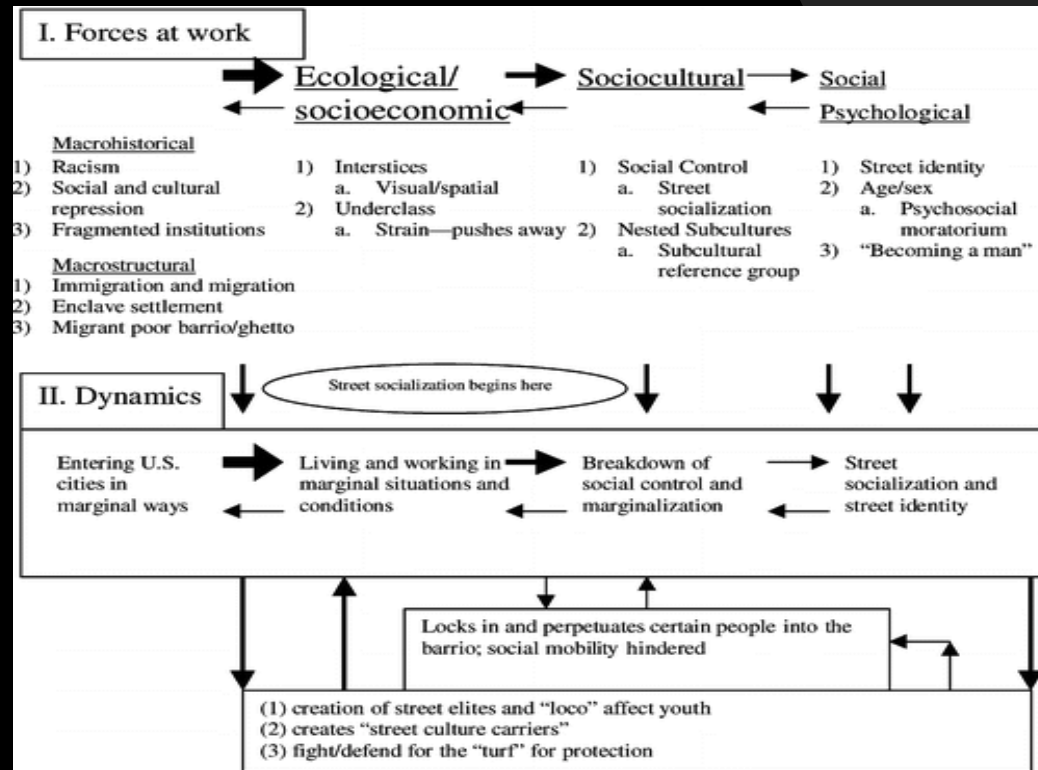 I. Forces at work
Ecological/
socioeconomic
Sociocultural
Social
Psychological
Macrohistorical
1) Racism
2) Social and cultural
repression
3) Fragmented institutions
Macrostructural
1) Immigration and migration
2) Enclave settlement
3) Migrant poor barrio/ghetto
1) Interstices
a. Visual/spatial
2) Underclass
a. Strain—pushes away
1) Social Control
a. Street
socialization
2) Nested Subcultures
a. Subcultural
reference group
1) Street identity
2) Age/sex
a. Psychosocial
moratorium
3) “Becoming a man”
Street socialization begins here
II. Dynamics
Entering U.S.
cities in
marginal ways
Living and working in
marginal situations and
conditions
Breakdown of
social control and
marginalization
Street
socialization and
street identity
Locks in and perpetuates certain people into the
barrio; social mobility hindered
(1) creation of street elites and “loco” affect youth
(2) creates “street culture carriers”
(3) fight/defend for the “turf” for protection